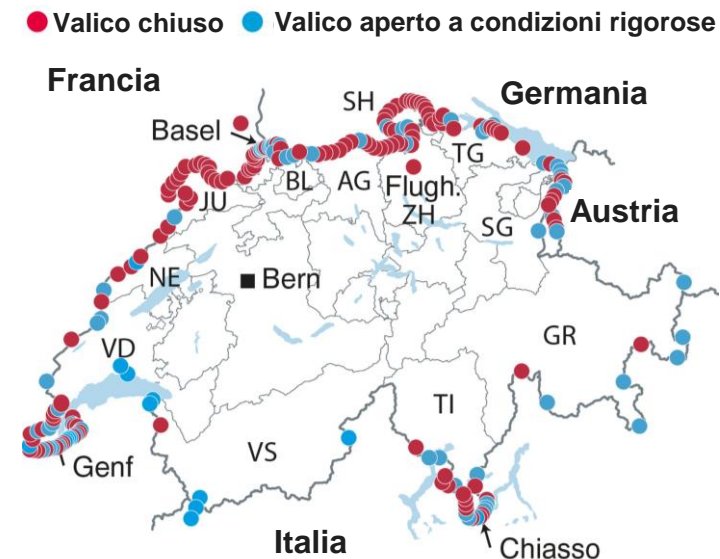 Valico chiuso Valico aperto a condizioni rigorose
Francia
SH
Germania
Basel
TG
BL
AG
Flugh.
JU
ZH
Austria
SG
NE
Bern
GR
VD
TI
VS
Genf
Italia
Chiasso